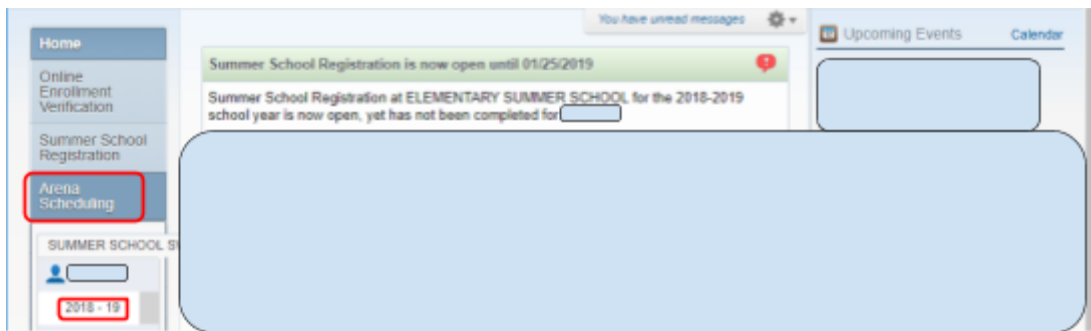 You have unread messages
Upcoming Events
Calendar
Home
Online
Enrollment
Verification
Summer School
Registration
Arena
Scheduling
SUMMER SCHOOL
2018 - 19
Summer School Registration is now open until 01/25/2019
Summer School Registration at ELEMENTARY SUMMER SCHOOL for the 2018-2019
school year is now open, yet has not been completed for